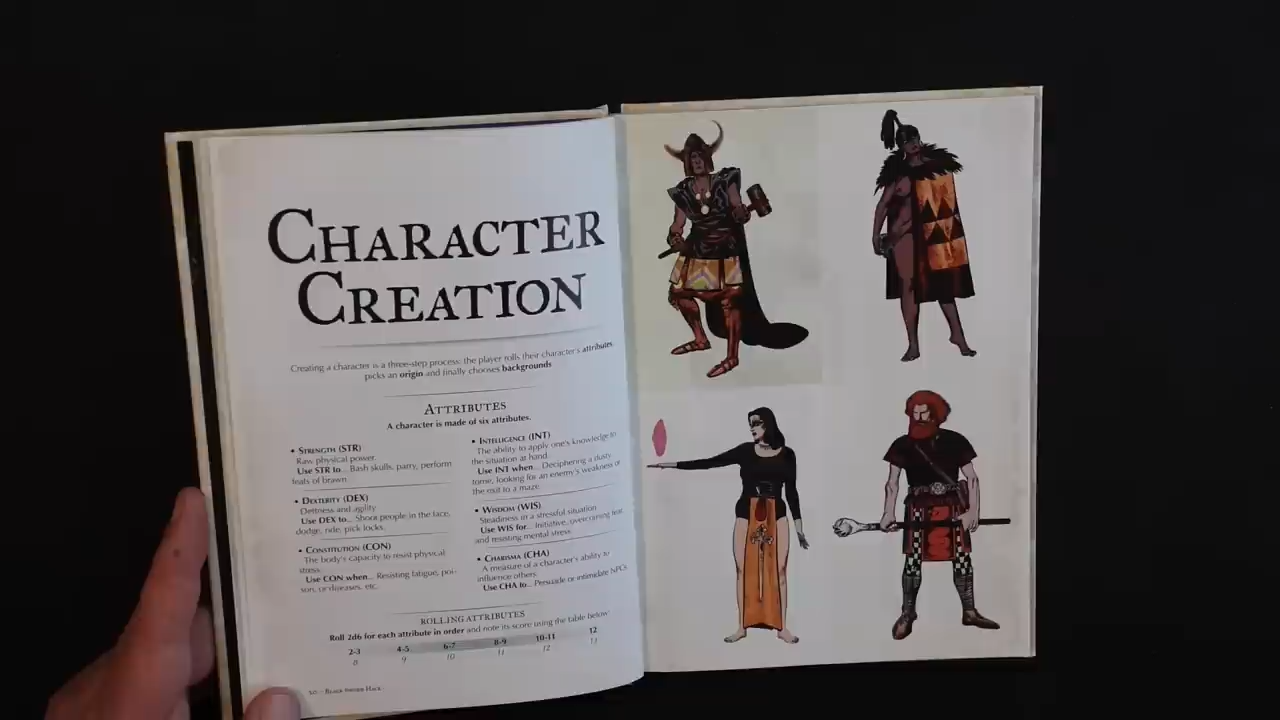 CHARACTER
CREATION
Creating a character is a three-step process: the player rolls their character's attributes
picks an origin and finally chooses backgrounds
ATTRIBUTES
A character is made of six attributes.
• STRENGTH (STR)
Raw physical power.
Use STR to... Bash skulls, parry, perform
feats of brawn.
• DEXTERITY (DEX)
Deftness and agility
Use DEX to... Shoot people in the face,
dodge, ride, pick locks.
• CONSTITUTION (CON)
The body's capacity to resist physical
stress.
Use CON when... Resisting fatigue, poi-
son, or diseases, etc.
• INTELLIGENCE (INT)
The ability to apply one's knowledge to
the situation at hand.
Use INT when... Deciphering a dusty
tome, looking for an enemy's weakness or
the exit to a maze.
• WISDOM (WIS)
Steadiness in a stressful situation
Use WIS for... Initiative, overcoming fear
and resisting mental stress.
• CHARISMA (CHA)
A measure of a character's ability to
influence others.
Use CHA to... Persuade or intimidate NPCs
ROLLING ATTRIBUTES
Roll 2d6 for each attribute in order and note its score using the table below
2-3 4-5 6-7 8-9 10-11 12
8 9 10 11 12 13
BLACK SWORD HACK